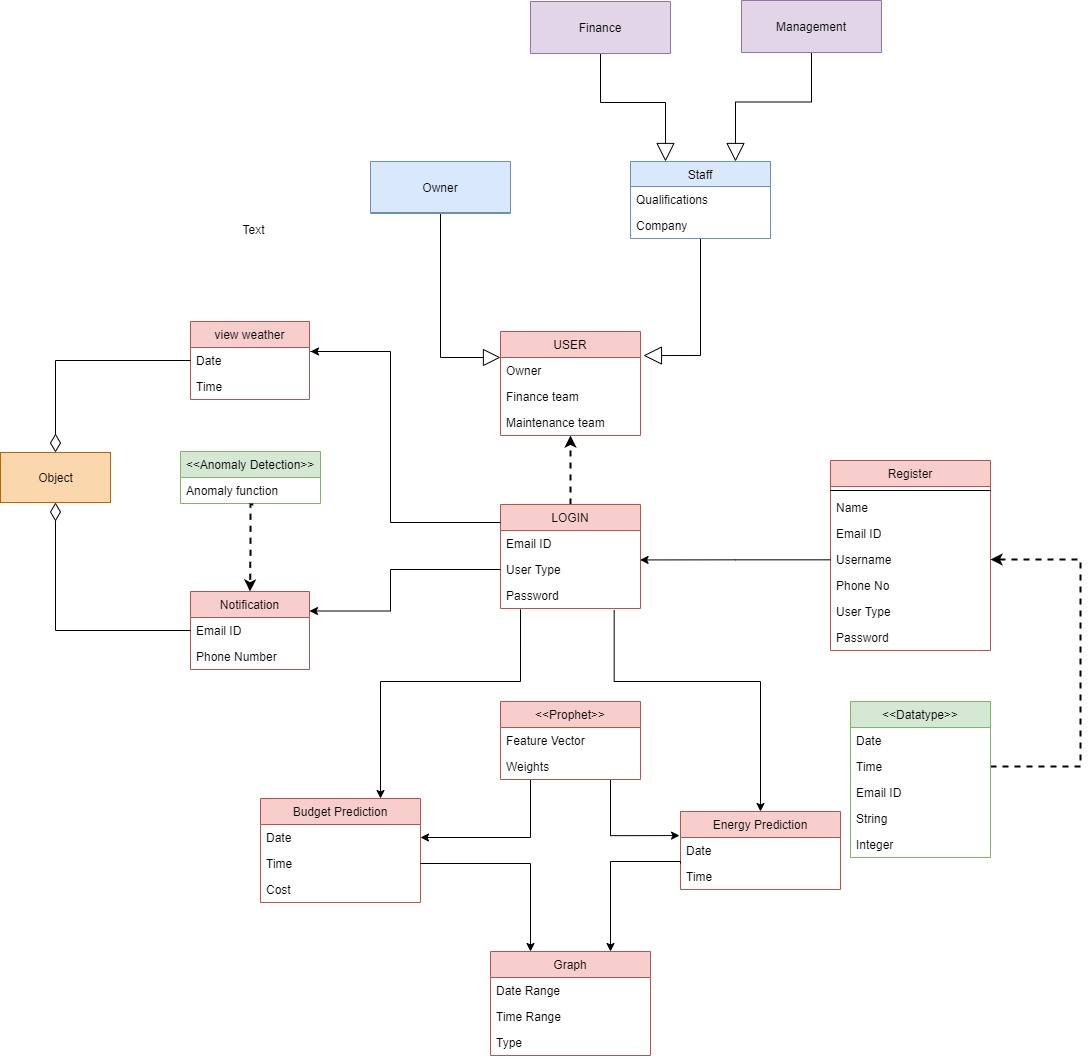 Finance
Management
Owner
Staff
Qualifications
Company
Text
view weather
Date
Time
USER
Owner
Finance team
Maintenance team
Object
<<Anomaly Detection>>
Anomaly function
Register
Name
Email ID
Username
Phone No
User Type
Password
LOGIN
Email ID
User Type
Password
Notification
Email ID
Phone Number
<<Prophet>>
Feature Vector
Weights
<<Datatype>>
Date
Time
Email ID
String
Integer
Budget Prediction
Date
Time
Cost
Energy Prediction
Date
Time
Graph
Date Range
Time Range
Type